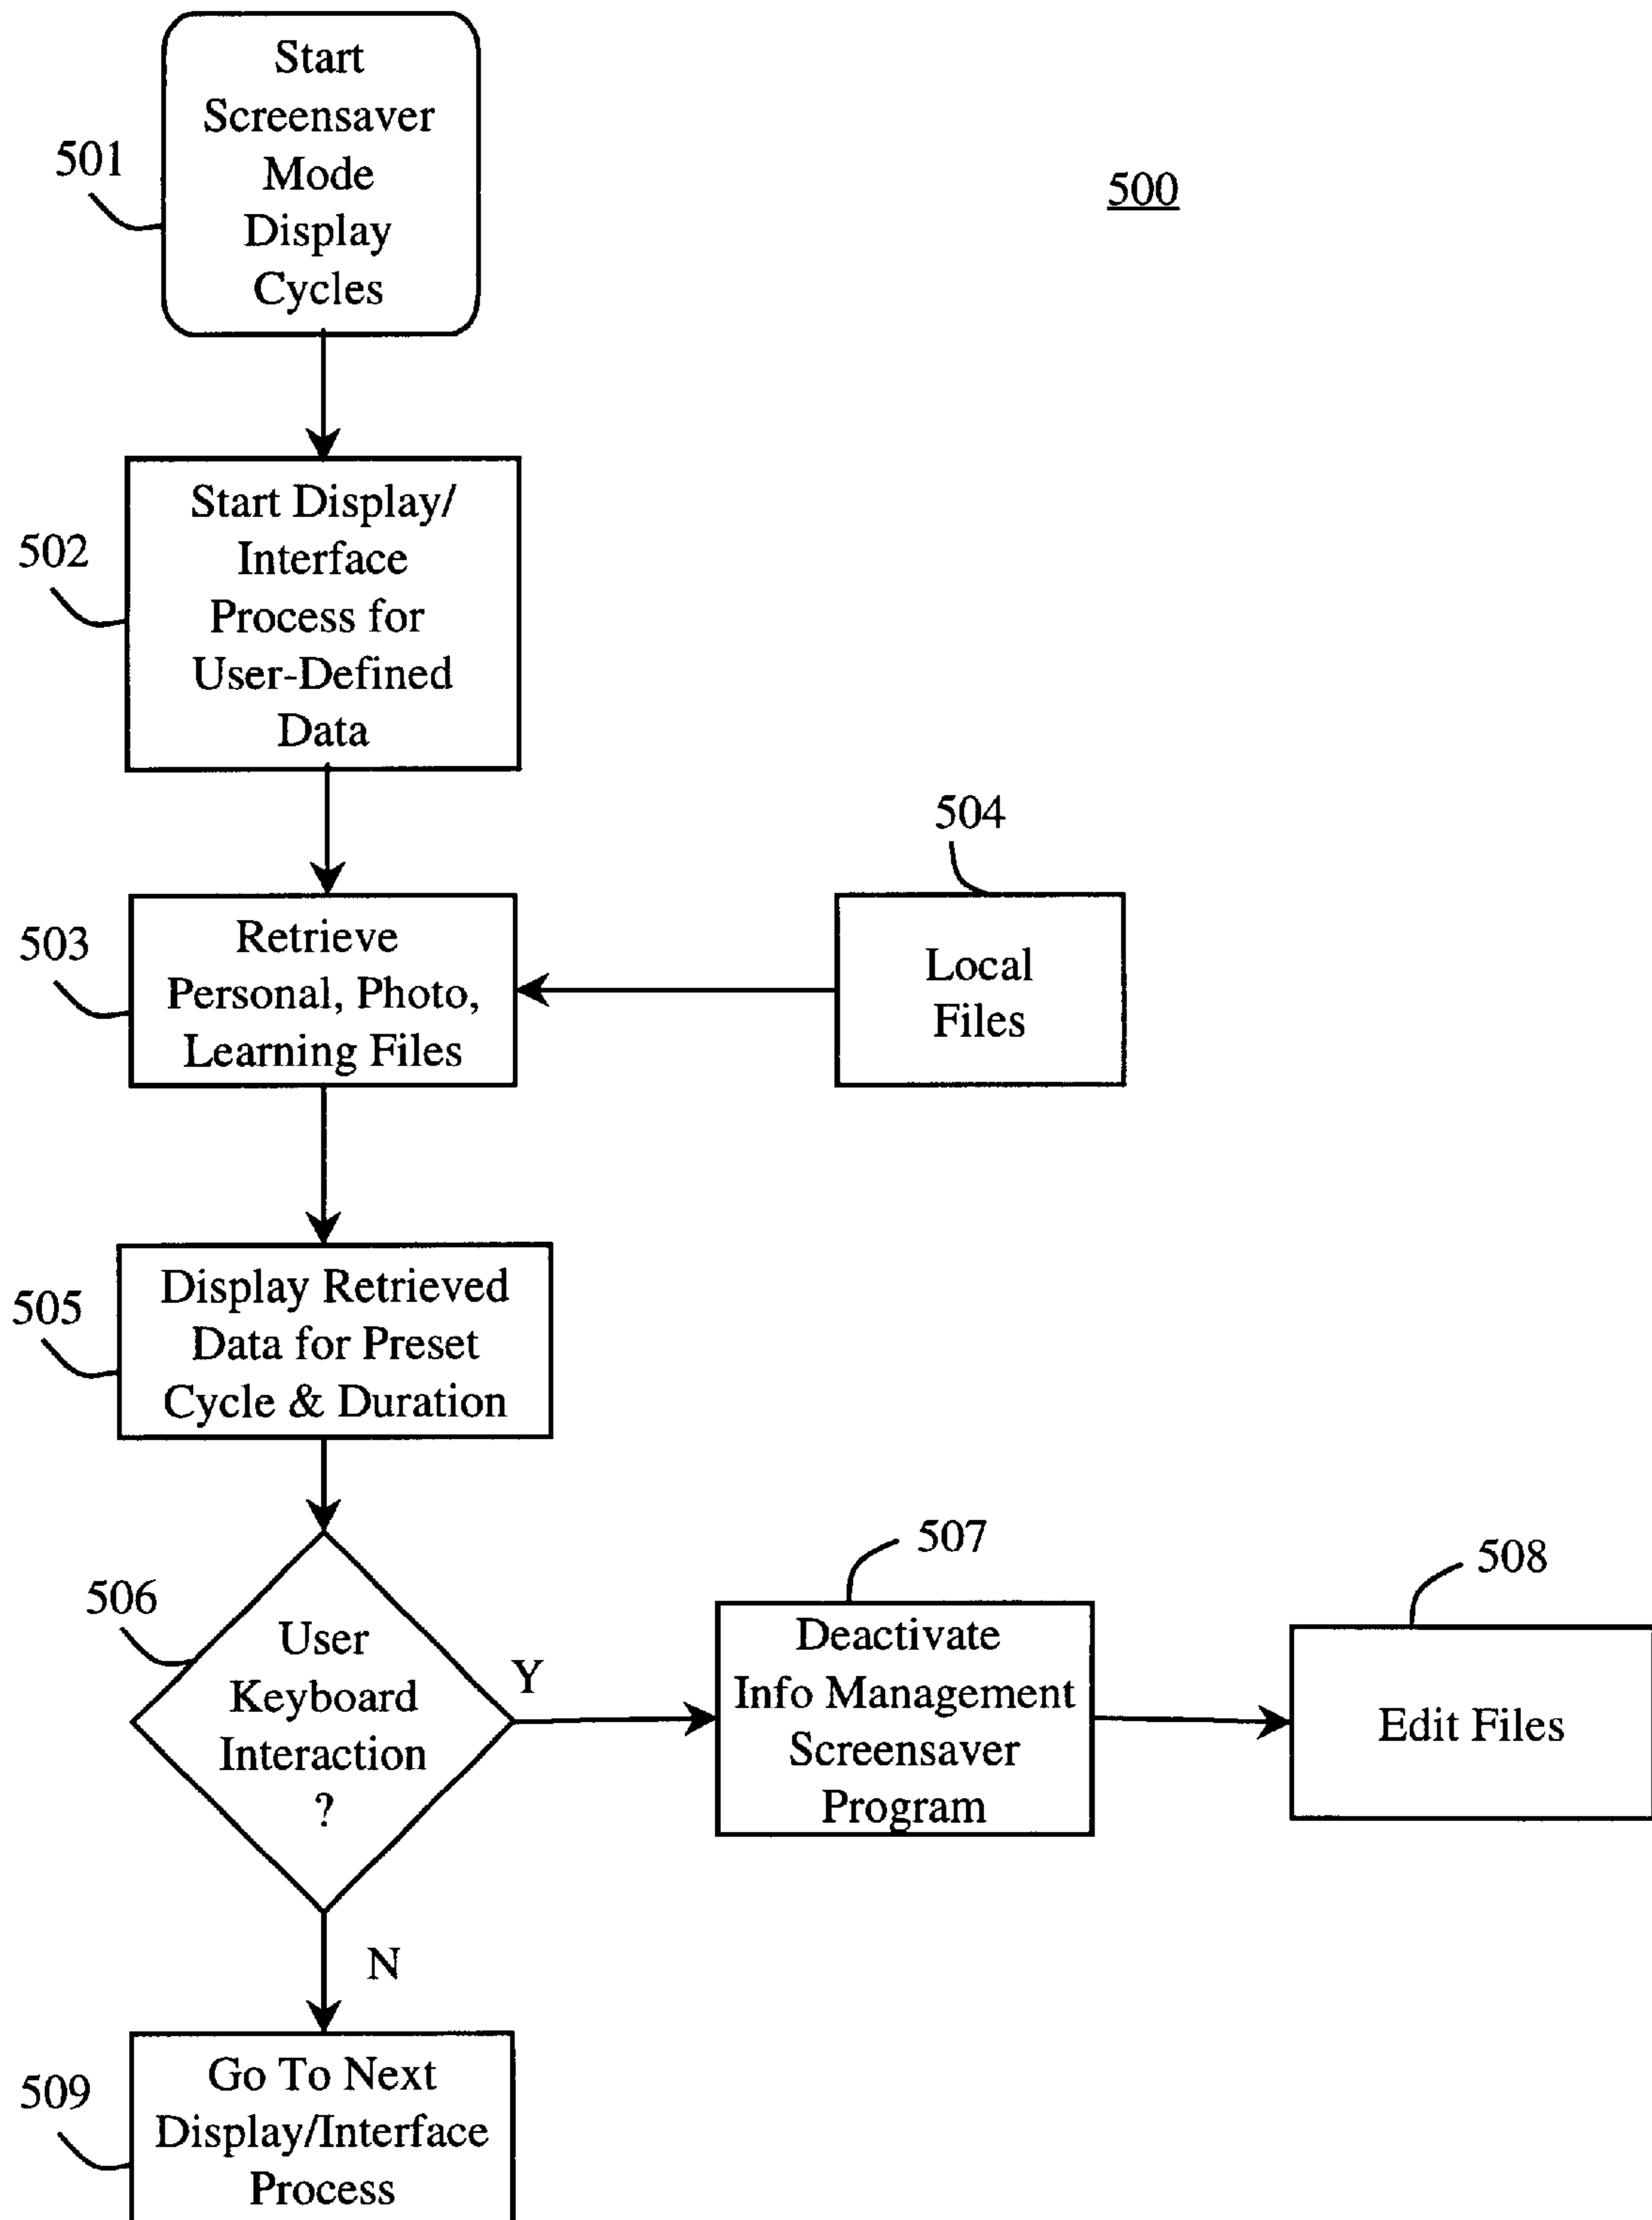 Start
Screensaver
Mode
Display
Cycles
501
500
Start Display/
Interface
Process for
User-Defined
Data
502
504
Retrieve
Personal, Photo,
Learning Files
503
Local
Files
Display Retrieved
Data for Preset
Cycle & Duration
505
506
User
Keyboard
Interaction
?
Y
N
507
Deactivate
Info Management
Screensaver
Program
508
Edit Files
509
Go To Next
Display/Interface
Process